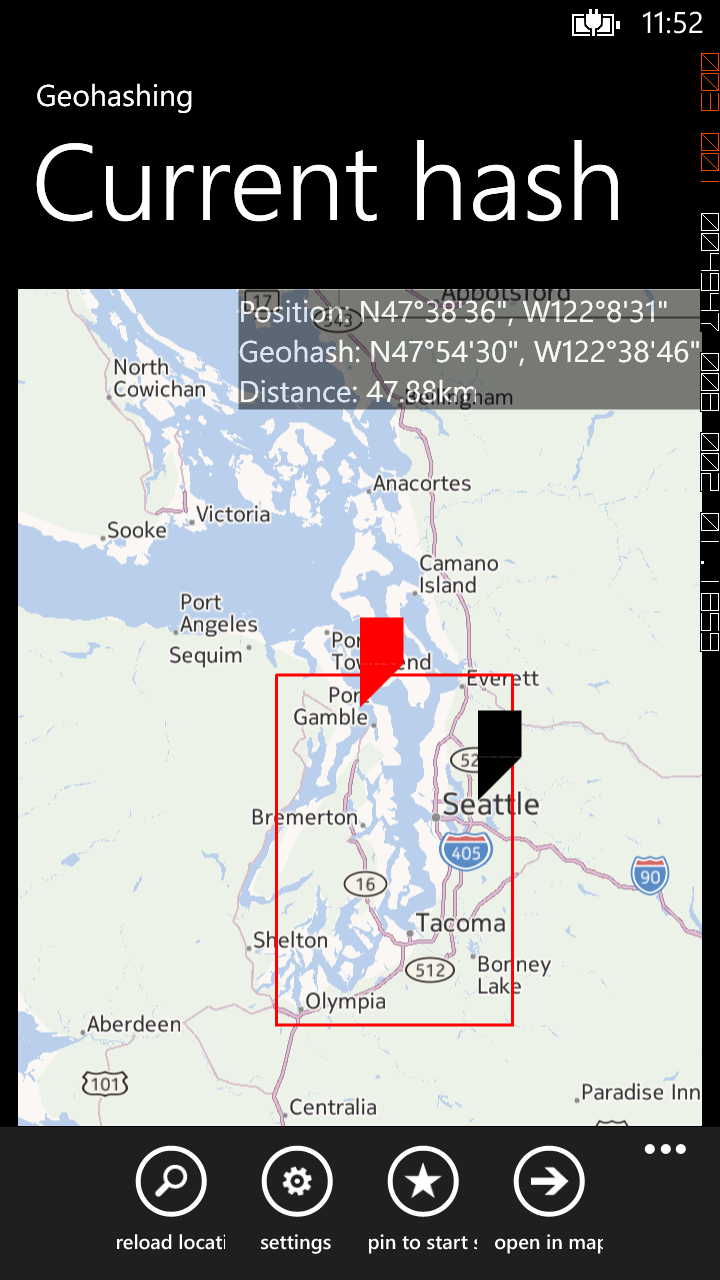 11:52
Geohashing
Current hash
17
Abbotsford
543
Position: N47°38'36", W122°8'31"
Geohash: N47°54'30", W122°38'46"
Distance: 47.88km
Bellingham
North
Cowichan
Anacortes
Victoria
Sooke
Camano
Island
Port
Angeles
Sequim
Port
Townsend
Everett
Port
Gamble
52
Seattle
Bremerton
405
90
16
Tacoma
Shelton
512
Bonney
Lake
Olympia
Aberdeen
101
Paradise Inn
Centralia
reload locati
settings
pin to start s
open in map